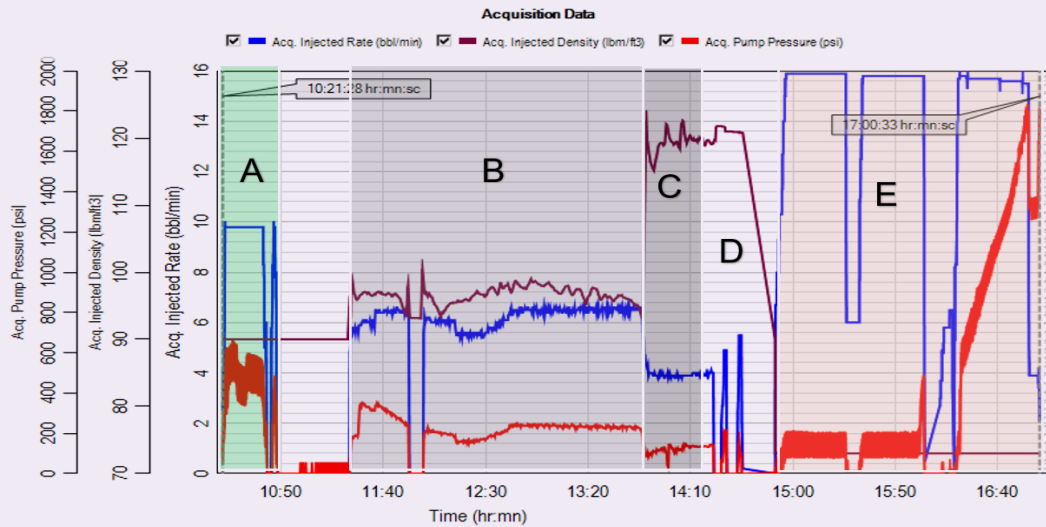 Acquisition Data
Acq. Injected Rate (bbl/min) Acq. Injected Density (lbm/ft3) Acq. Pump Pressure (psi)
Acq. Pump Pressure [psi]
2000
1800
1600
1400
1200
1000
800
600
400
200
0
Acq. Injected Density (lbm/ft3]
130
120
110
100
90
80
70
Acq. Injected Rate (bbl/min)
16
14
12
10
8
6
4
2
0
10:21:28 hr:mn:sc
17:00:33 hr:mn:sc
A
B
C
D
E
10:50 11:40 12:30 13:20 14:10 15:00 15:50 16:40
Time (hr:mn)